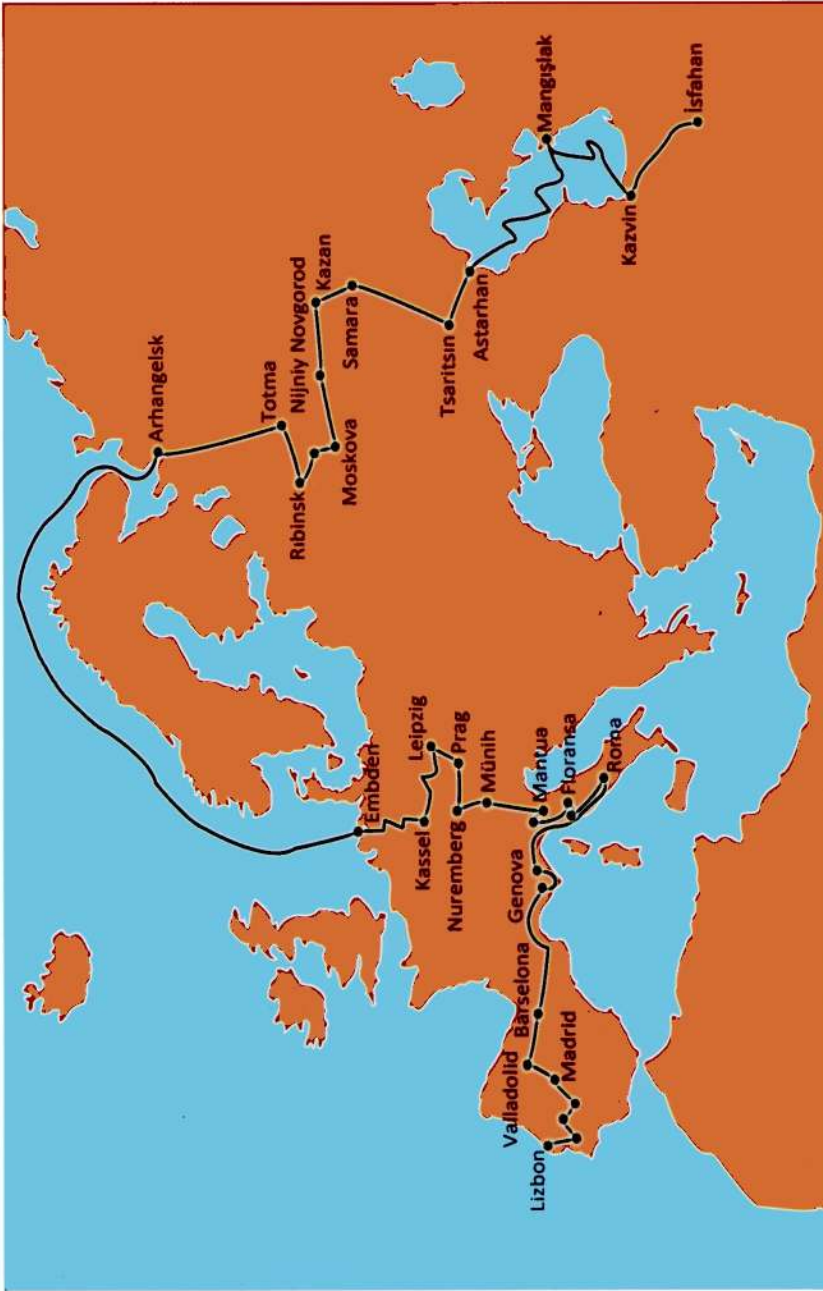 Arhangelsk
Totma
Ribinsk
Nijniy Novgorod
Kazan
Moskova
Samara
Tsaritsın
Astarhan
Mangışlak
Kazvin
İsfahan
Embden
Kassel
Leipzig
Prag
Nuremberg
Münih
Mantua
Floransa
Roma
Genova
Barselona
Valladolid
Madrid
Lizbon